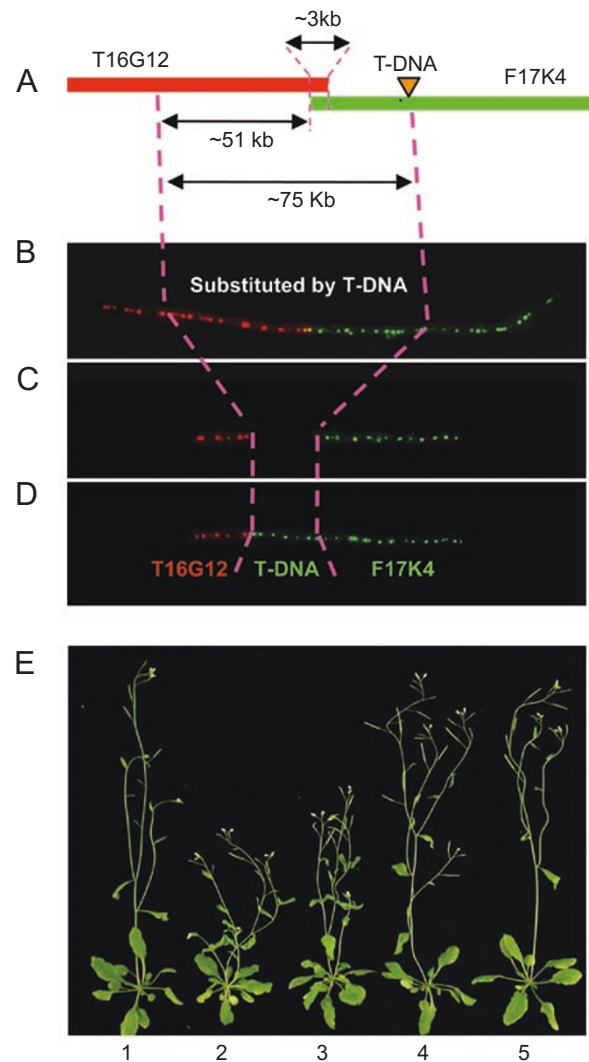 ~3kb
A
T16G12
T-DNA
F17K4
~51 kb
~75 Kb
B
Substituted by T-DNA
C
D
T16G12 T-DNA F17K4
E
1 2 3 4 5